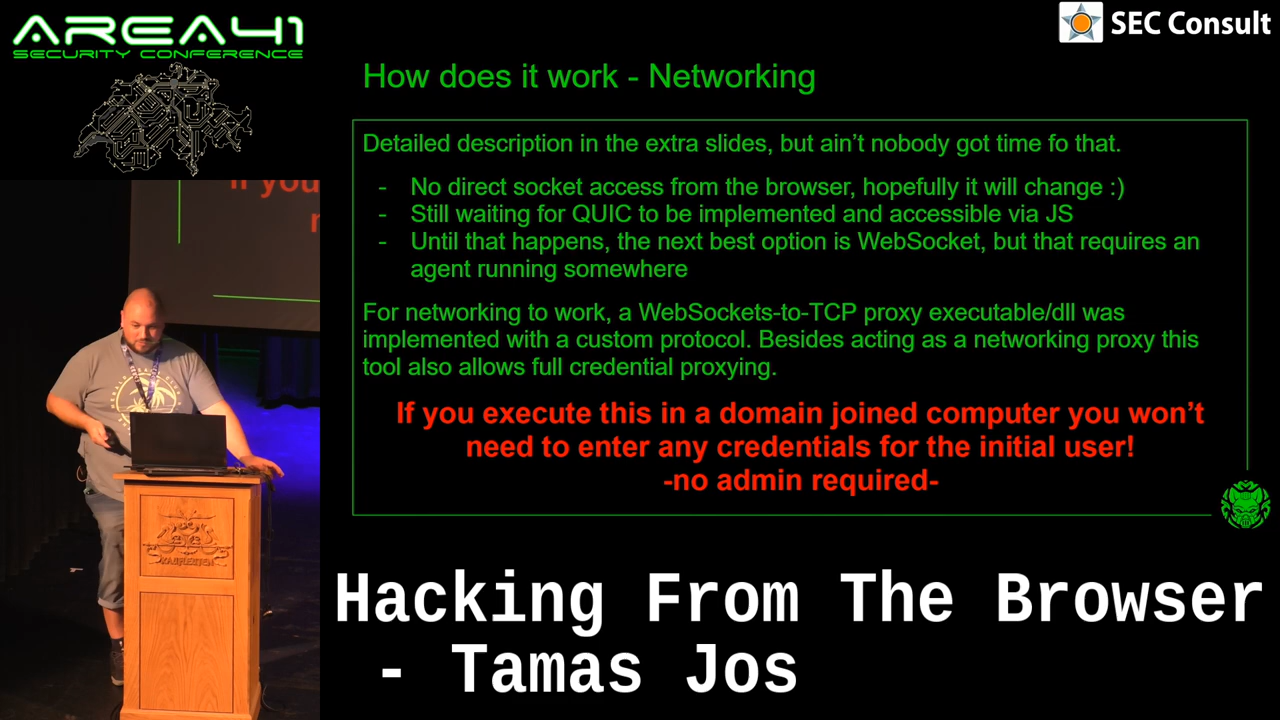 AREA41
SECURITY CONFERENCE
SEC Consult
How does it work - Networking
Detailed description in the extra slides, but ain't nobody got time fo that.
- No direct socket access from the browser, hopefully it will change :)
- Still waiting for QUIC to be implemented and accessible via JS
- Until that happens, the next best option is WebSocket, but that requires an
agent running somewhere
For networking to work, a WebSockets-to-TCP proxy executable/dll was
implemented with a custom protocol. Besides acting as a networking proxy this
tool also allows full credential proxying.
If you execute this in a domain joined computer you won't
need to enter any credentials for the initial user!
-no admin required-
If you
Hacking From The Browser
- Tamas Jos